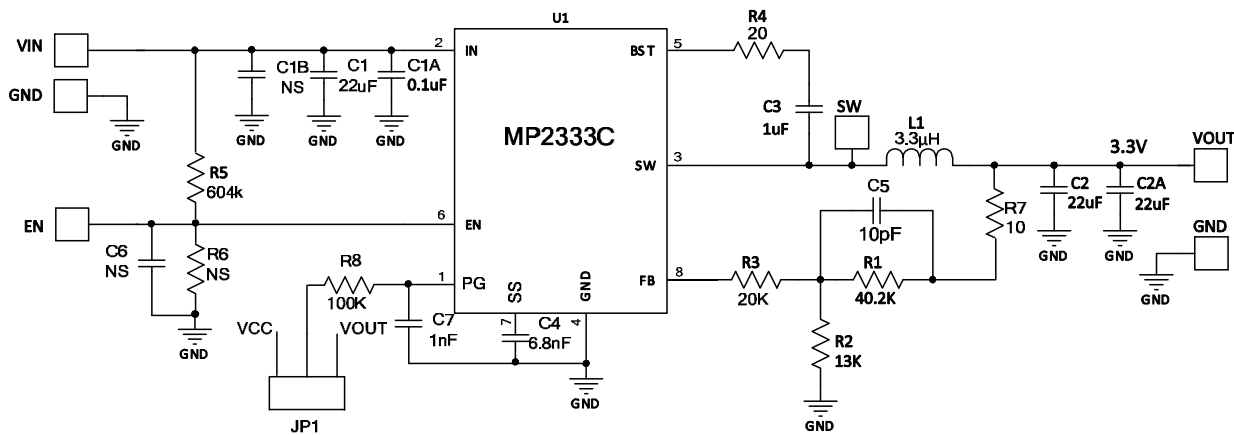 U1
VIN
GND
GND
EN
2
IN
C1B
NS
C1
22uF
C1A
0.1uF
GND
GND
GND
R5
604k
6
EN
C6
NS
R6
NS
GND
R8
100K
1
PG
C7
1nF
VCC
VOUT
JP1
MP2333C
SS
7
C4
6.8nF
GND
4
GND
BST
5
R4
20
C3
1uF
SW
SW
3
L1
3.3µH
3.3V
VOUT
C2
22uF
C2A
22uF
GND
GND
GND
GND
R7
10
C5
10pF
FB
8
R3
20K
R1
40.2K
R2
13K
GND